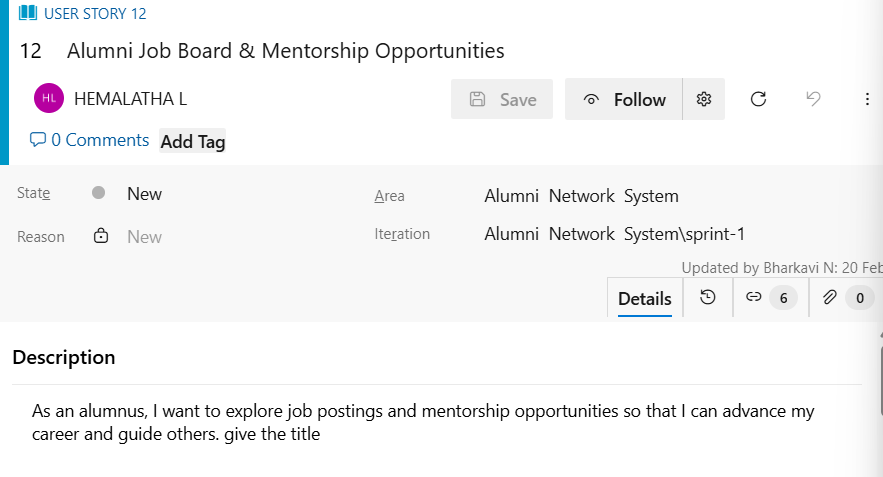 USER STORY 12
12 Alumni Job Board & Mentorship Opportunities
HL HEMALATHA L Save Follow
0 Comments Add Tag
State New Area Alumni Network System
Reason New Iteration Alumni Network System\sprint-1
Updated by Bharkavi N: 20 Feb
Details 6 0
Description
As an alumnus, I want to explore job postings and mentorship opportunities so that I can advance my
career and guide others. give the title